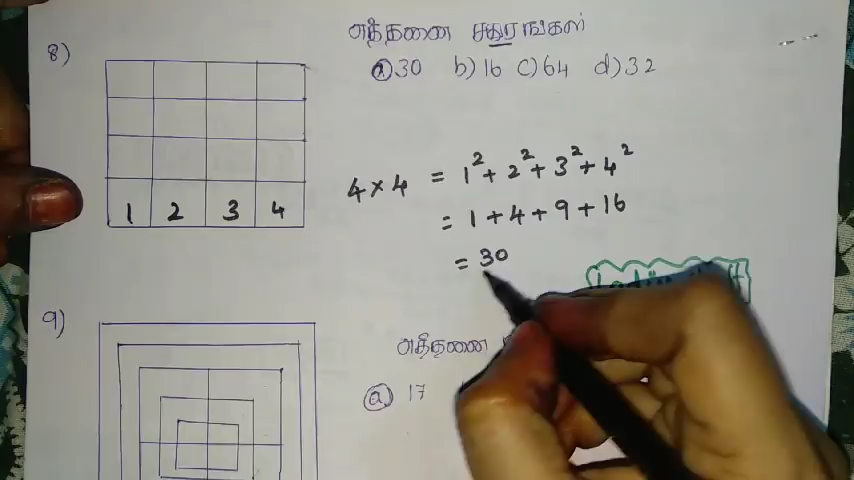 8)
எத்தனை சதுரங்கள்
a) 30 b) 16 c) 64 d) 32
1 2 3 4
4 × 4 = 1² + 2² + 3² + 4²
= 1 + 4 + 9 + 16
= 30
9)
எத்தனை
a) 17